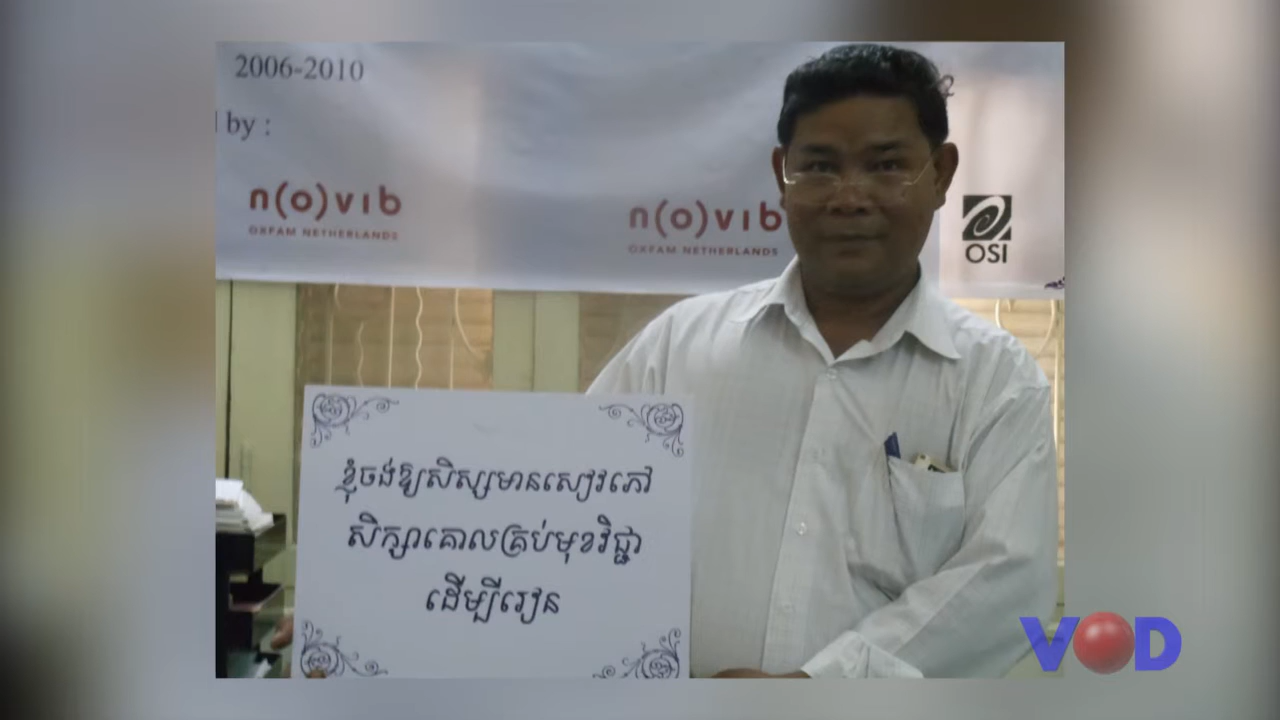 2006-2010
by :
n(o)vib
OXFAM NETHERLANDS
n(o)vib
OXFAM NETHERLANDS
OSI
ខ្ញុំចង់ឱ្យសិស្សមានសៀវភៅ
សិក្សាគោលគ្រប់មុខវិជ្ជា
ដើម្បីរៀន
VOD